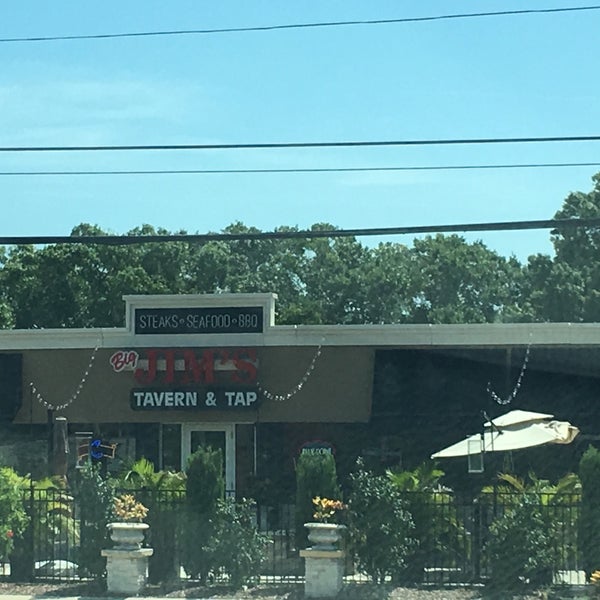 STEAKS • SEAFOOD • BBQ
Big
JIM'S
TAVERN & TAP